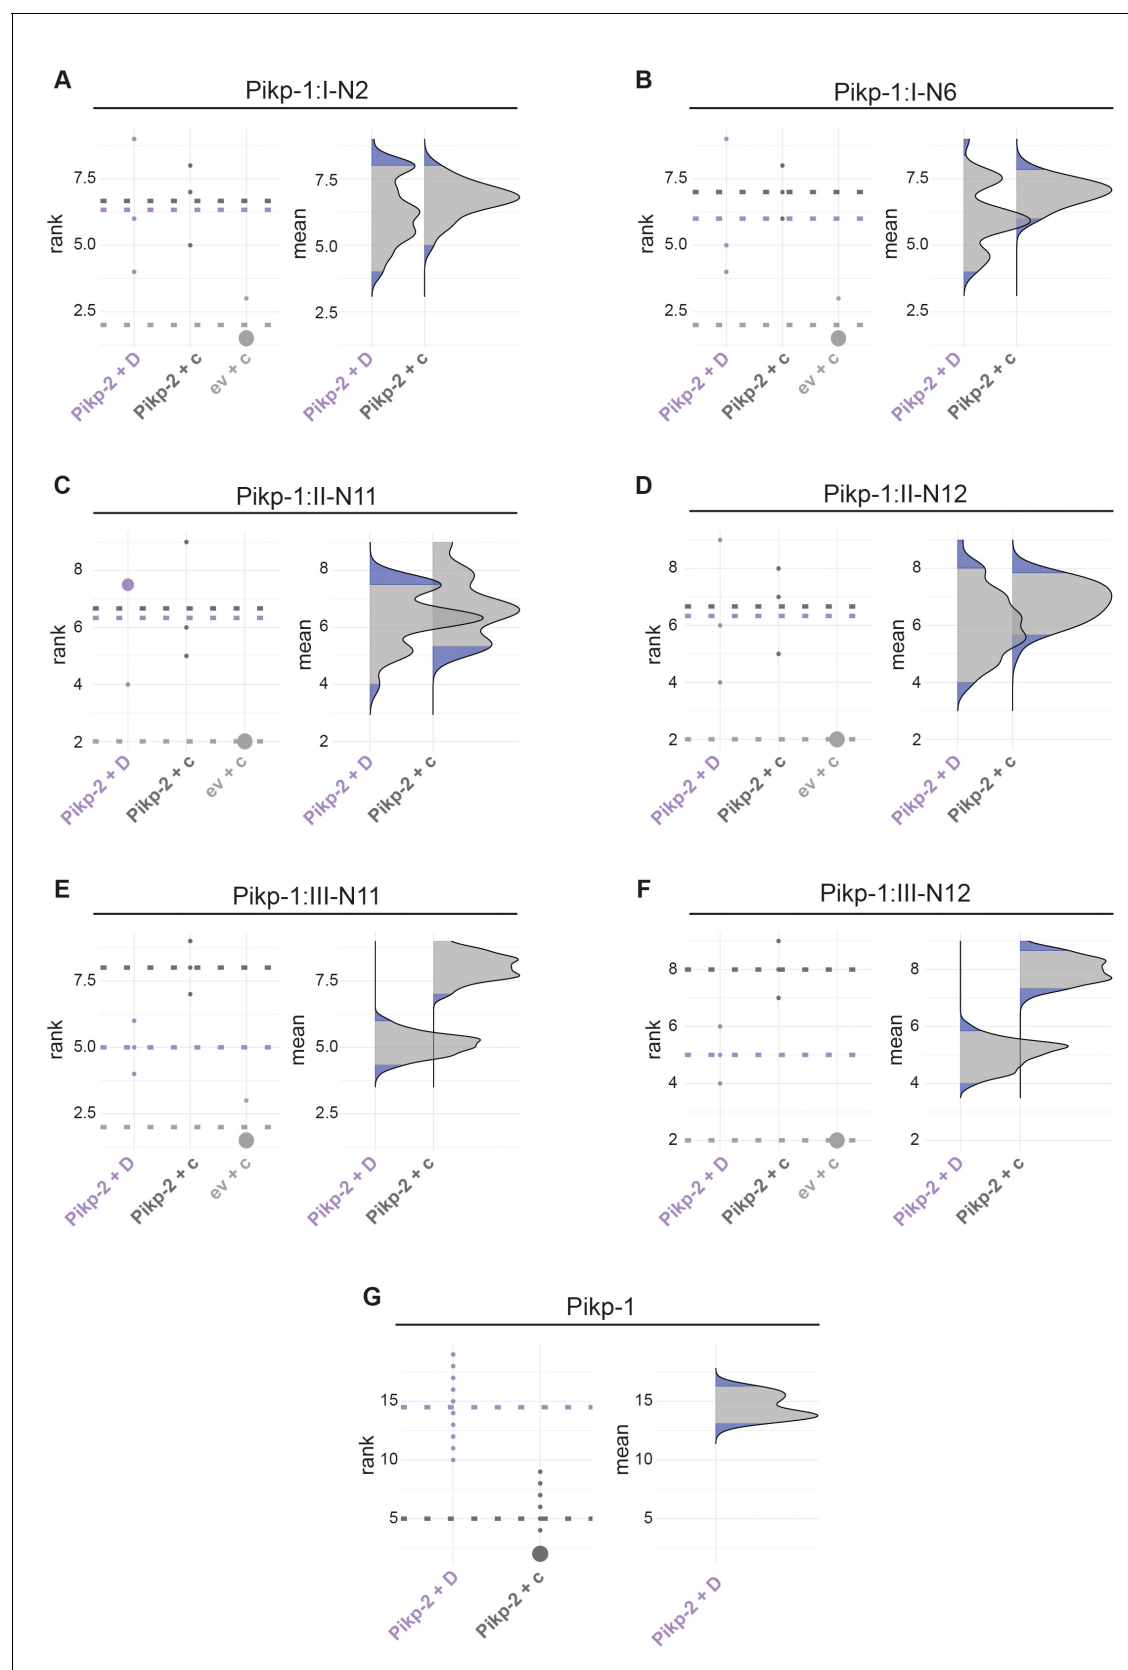 A
Pikp-1:I-N2
rank
7.5
5.0
2.5
Pikp-2 + D
Pikp-2 + c
ev + c
mean
7.5
5.0
2.5
Pikp-2 + D
Pikp-2 + c
B
Pikp-1:I-N6
rank
7.5
5.0
2.5
Pikp-2 + D
Pikp-2 + c
ev + c
mean
7.5
5.0
2.5
Pikp-2 + D
Pikp-2 + c
C
Pikp-1:II-N11
rank
8
6
4
2
Pikp-2 + D
Pikp-2 + c
ev + c
mean
8
6
4
2
Pikp-2 + D
Pikp-2 + c
D
Pikp-1:II-N12
rank
8
6
4
2
Pikp-2 + D
Pikp-2 + c
ev + c
mean
8
6
4
2
Pikp-2 + D
Pikp-2 + c
E
Pikp-1:III-N11
rank
7.5
5.0
2.5
Pikp-2 + D
Pikp-2 + c
ev + c
mean
7.5
5.0
2.5
Pikp-2 + D
Pikp-2 + c
F
Pikp-1:III-N12
rank
8
6
4
2
Pikp-2 + D
Pikp-2 + c
ev + c
mean
8
6
4
2
Pikp-2 + D
Pikp-2 + c
G
Pikp-1
rank
15
10
5
Pikp-2 + D
Pikp-2 + c
mean
15
10
5
Pikp-2 + D